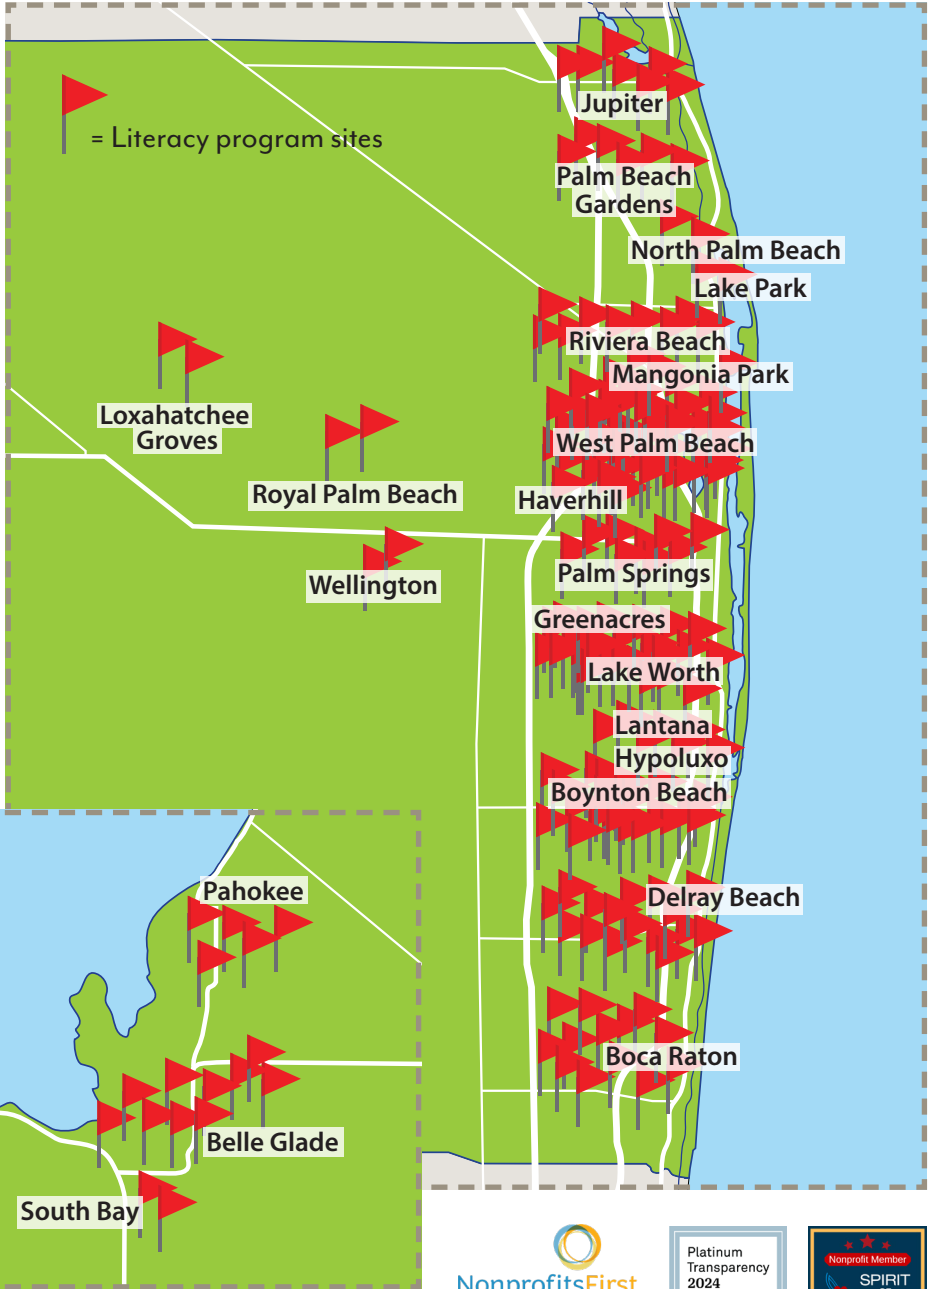 Jupiter
= Literacy program sites
Palm Beach
Gardens
North Palm Beach
Lake Park
Riviera Beach
Mangonia Park
Loxahatchee
Groves
West Palm Beach
Royal Palm Beach
Haverhill
Wellington
Palm Springs
Greenacres
Lake Worth
Lantana
Hypoluxo
Boynton Beach
Pahokee
Delray Beach
Boca Raton
Belle Glade
South Bay
NonprofitsFirst
Platinum
Transparency
2024
Nonprofit Member
SPIRIT